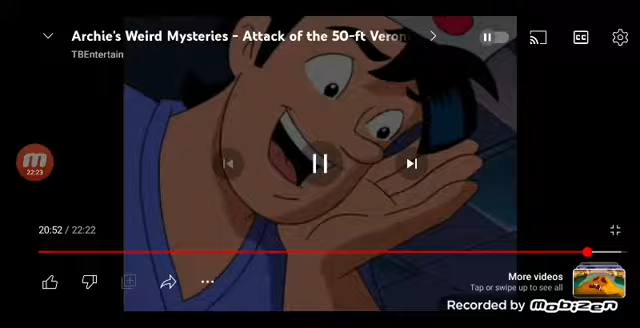 Archie's Weird Mysteries - Attack of the 50-ft Veron
TBEntertain
22:23
20:52 / 22:22
More videos
Tap or swipe up to see all
Recorded by Mobizen